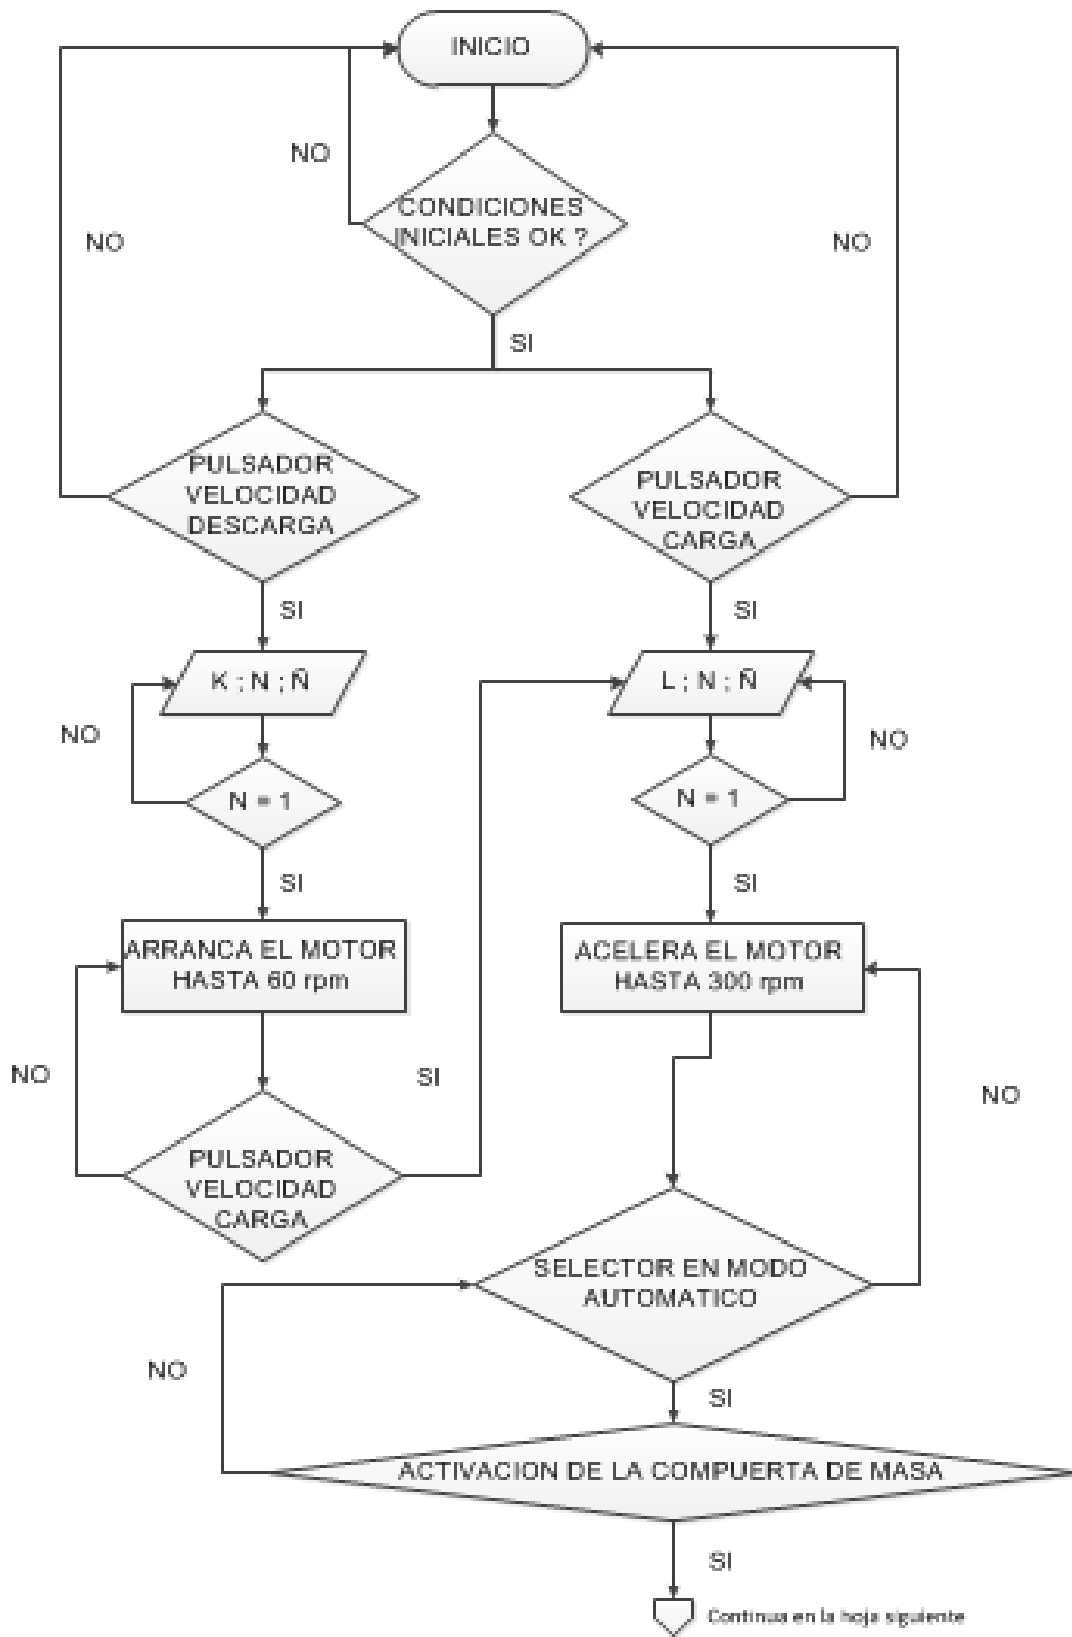 INICIO
NO
CONDICIONES
INICIALES OK ?
NO
NO
SI
PULSADOR
VELOCIDAD
DESCARGA
PULSADOR
VELOCIDAD
CARGA
SI
SI
K ; N ; Ñ
L ; N ; Ñ
NO
NO
N = 1
N = 1
SI
SI
ARRANCA EL MOTOR
HASTA 60 rpm
ACELERA EL MOTOR
HASTA 300 rpm
NO
SI
NO
PULSADOR
VELOCIDAD
CARGA
SELECTOR EN MODO
AUTOMATICO
NO
SI
ACTIVACION DE LA COMPUERTA DE MASA
SI
Continua en la hoja siguiente